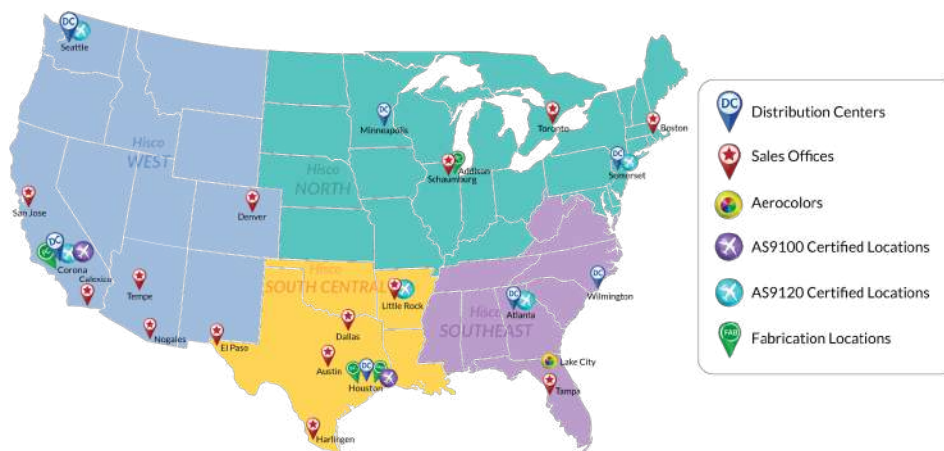 DC
Seattle
DC
Minneapolis
Toronto
Boston
Hisco
WEST
Hisco
NORTH
Schaumburg
Addison
DC
Somerset
San Jose
Denver
DC
Corona
Calexico
Tempe
Nogales
El Paso
Hisco
SOUTH CENTRAL
Little Rock
Dallas
Austin
DC
Houston
Harlingen
Hisco
SOUTHEAST
DC
Atlanta
DC
Wilmington
Lake City
Tampa
DC
Distribution Centers
Sales Offices
Aerocolors
AS9100 Certified Locations
AS9120 Certified Locations
FAB
Fabrication Locations